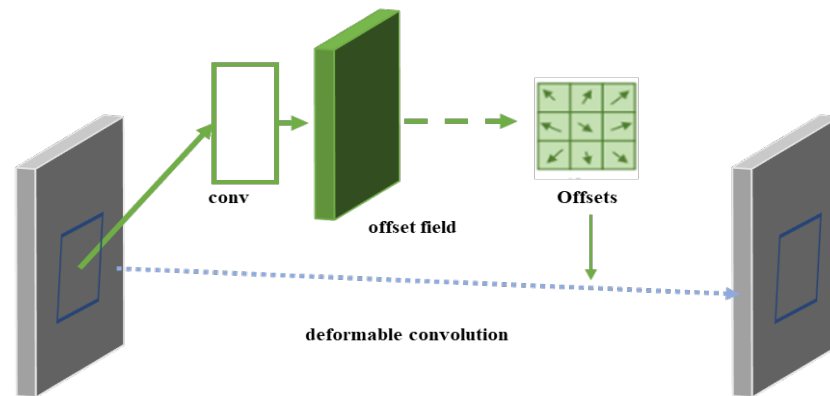 conv
Offsets
offset field
deformable convolution